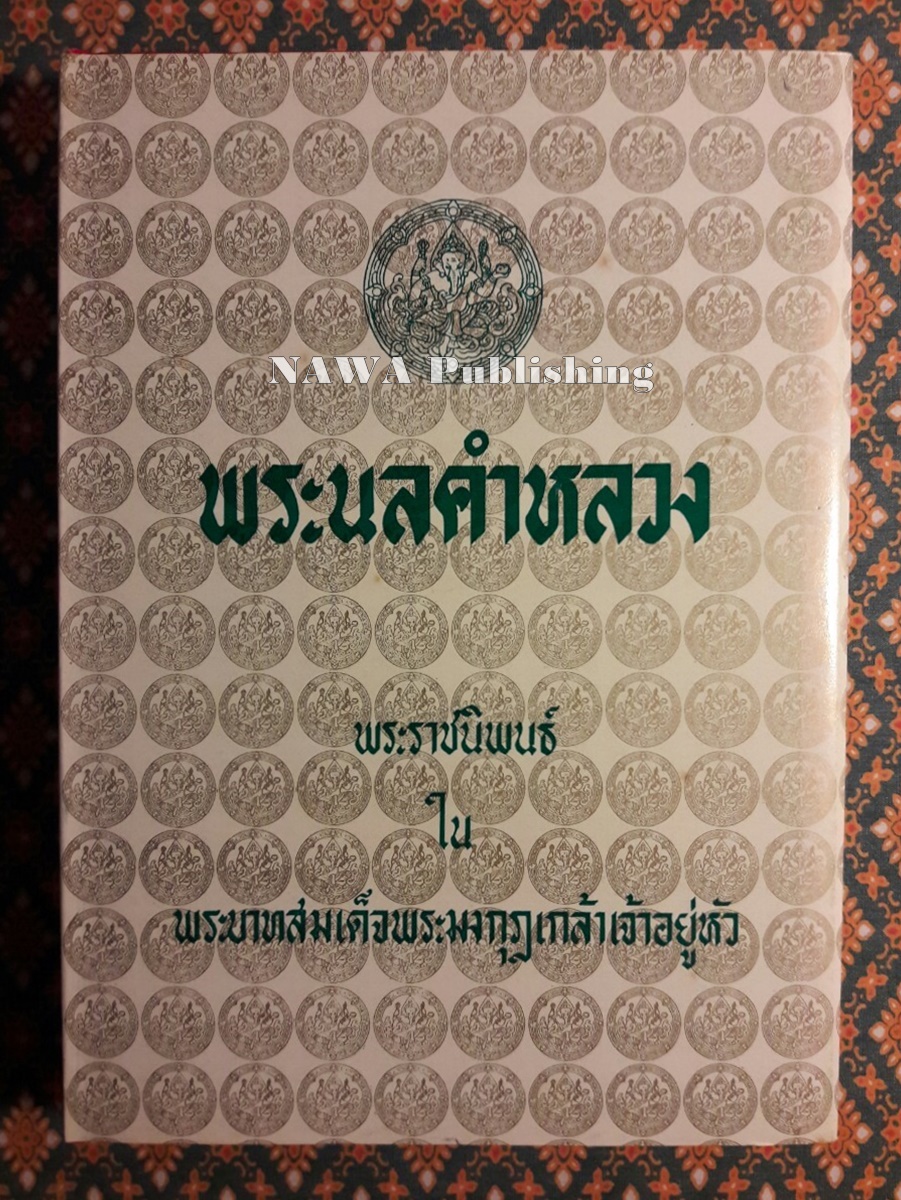 NAWA Publishing
พระนลคำหลวง
พระราชนิพนธ์
ใน
พระบาทสมเด็จพระมงกุฎเกล้าเจ้าอยู่หัว